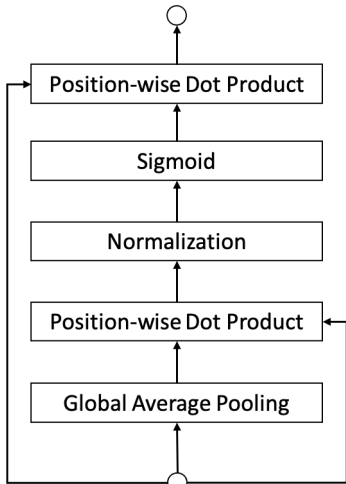 Position-wise Dot Product
Sigmoid
Normalization
Position-wise Dot Product
Global Average Pooling